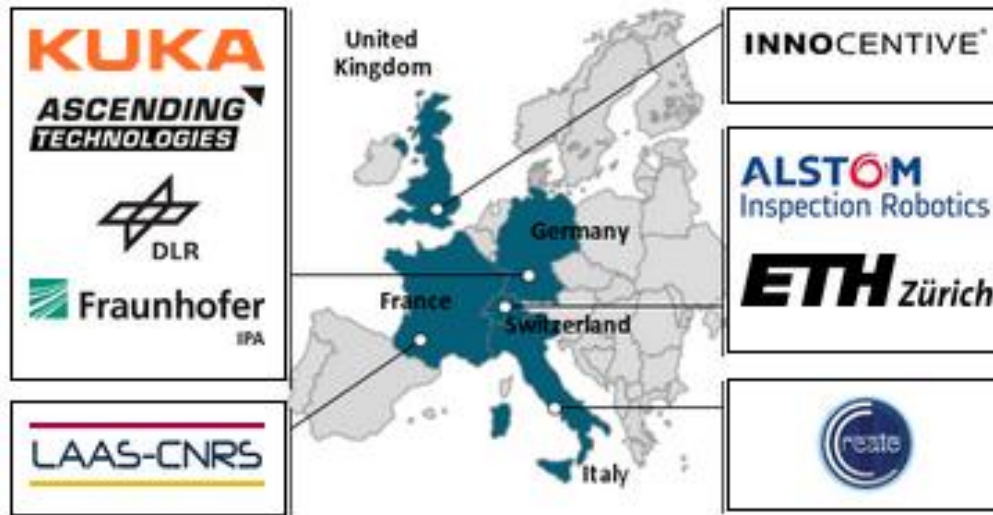 KUKA
ASCENDING
TECHNOLOGIES
DLR
Fraunhofer
IPA
LAAS-CNRS
United
Kingdom
Germany
France
Switzerland
Italy
INNOCENTIVE®
ALSTOM
Inspection Robotics
ETH Zürich
Create